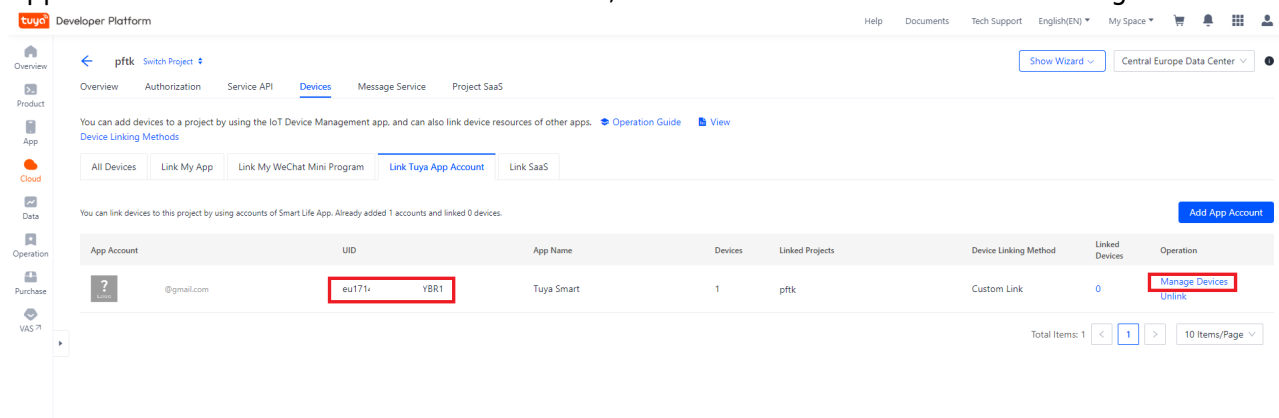 tuya Developer Platform
Help Documents Tech Support English(EN) My Space
Overview
Product
App
Cloud
Data
Operation
Purchase
VAS
pftk Switch Project
Show Wizard
Central Europe Data Center
Overview Authorization Service API Devices Message Service Project SaaS
You can add devices to a project by using the IoT Device Management app, and can also link device resources of other apps. Operation Guide View
Device Linking Methods
All Devices Link My App Link My WeChat Mini Program Link Tuya App Account Link SaaS
You can link devices to this project by using accounts of Smart Life App. Already added 1 accounts and linked 0 devices.
Add App Account
App Account UID App Name Devices Linked Projects Device Linking Method Linked Devices Operation
@gmail.com eu171 YBR1 Tuya Smart 1 pftk Custom Link 0 Manage Devices
Unlink
Total Items: 1 < 1 > 10 Items/Page